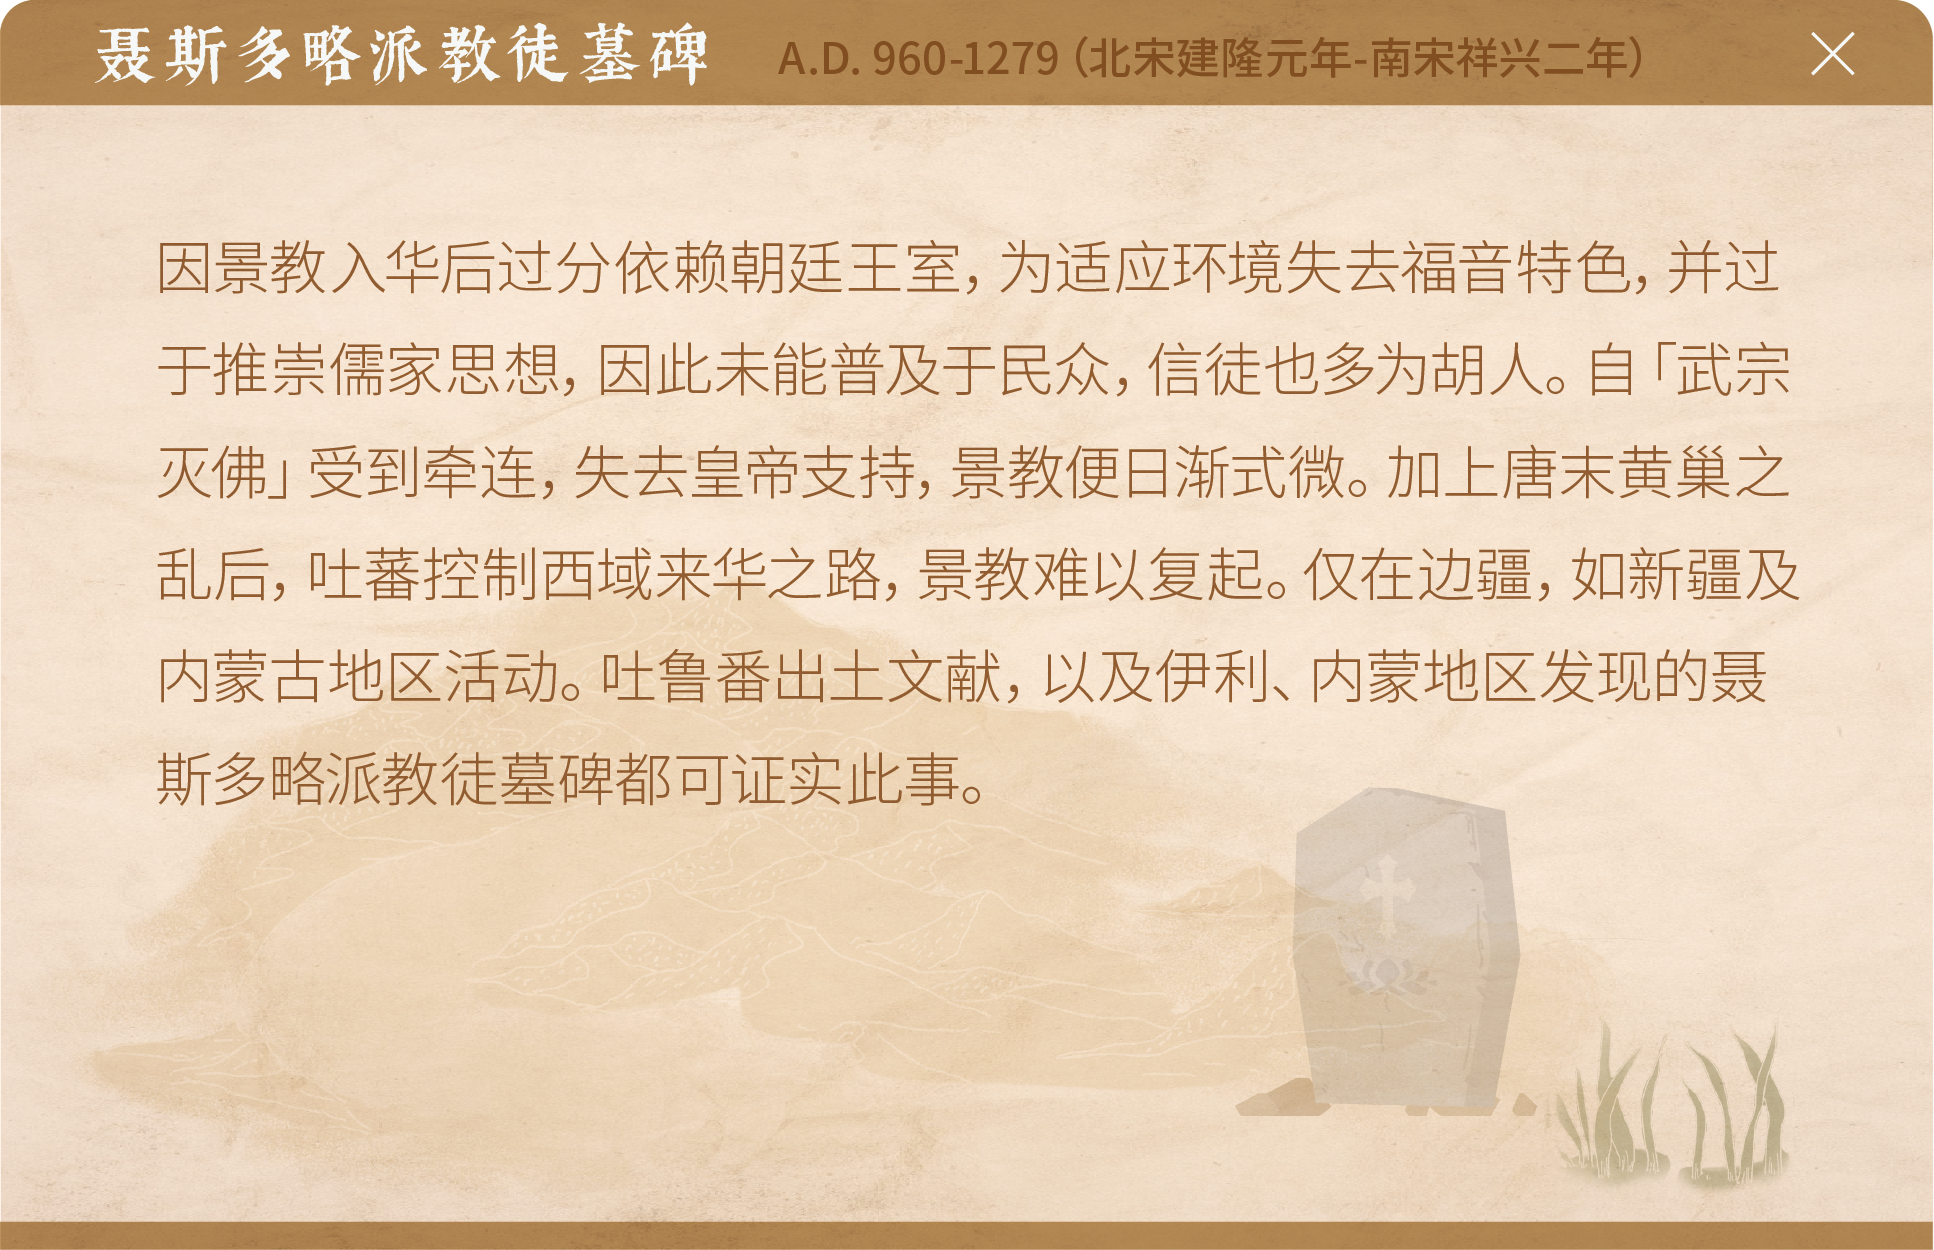 聂斯多略派教徒墓碑
A.D. 960-1279（北宋建隆元年-南宋祥兴二年）
因景教入华后过分依赖朝廷王室，为适应环境失去福音特色，并过
于推崇儒家思想，因此未能普及于民众，信徒也多为胡人。自「武宗
灭佛」受到牵连，失去皇帝支持，景教便日渐式微。加上唐末黄巢之
乱后，吐蕃控制西域来华之路，景教难以复起。仅在边疆，如新疆及
内蒙古地区活动。吐鲁番出土文献，以及伊利、内蒙地区发现的聂
斯多略派教徒墓碑都可证实此事。